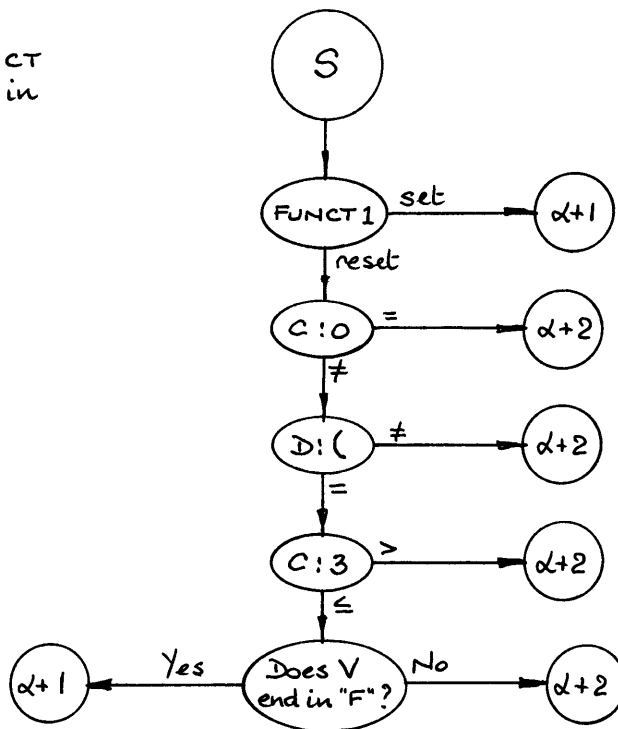 CT
in
S
FUNCT 1
set
α+1
reset
C:0
=
α+2
≠
D:(
≠
α+2
=
C:3
>
α+2
≤
α+1
Yes
Does V
end in "F"?
No
α+2